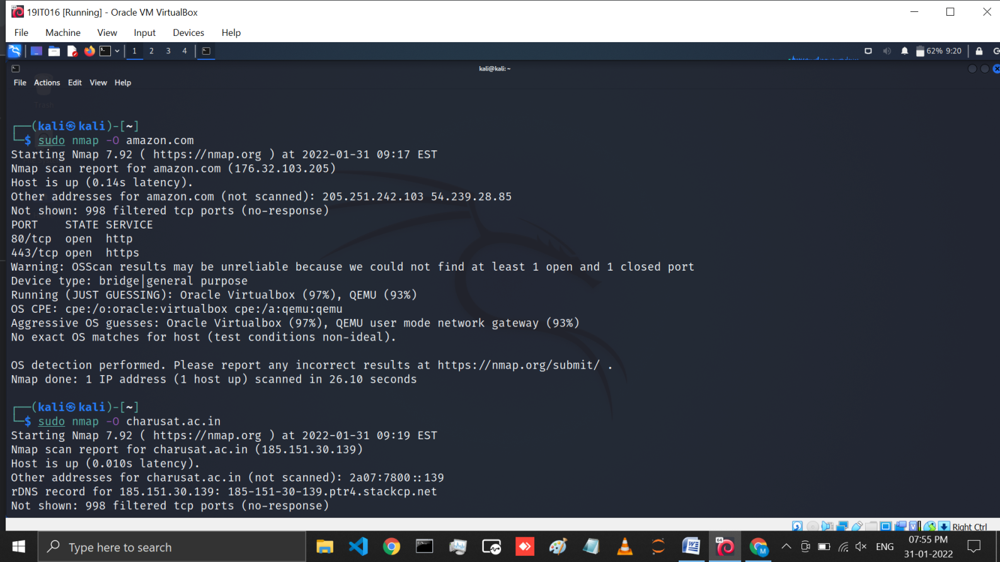 19IT016 [Running] - Oracle VM VirtualBox
File Machine View Input Devices Help
1 2 3 4 62% 9:20
kali@kali: ~
File Actions Edit View Help
Trash
(kali㉿kali)-[~]
$ sudo nmap -O amazon.com
Starting Nmap 7.92 ( https://nmap.org ) at 2022-01-31 09:17 EST
Nmap scan report for amazon.com (176.32.103.205)
Host is up (0.14s latency).
Other addresses for amazon.com (not scanned): 205.251.242.103 54.239.28.85
Not shown: 998 filtered tcp ports (no-response)
PORT STATE SERVICE
80/tcp open http
443/tcp open https
Warning: OSScan results may be unreliable because we could not find at least 1 open and 1 closed port
Device type: bridge|general purpose
Running (JUST GUESSING): Oracle Virtualbox (97%), QEMU (93%)
OS CPE: cpe:/o:oracle:virtualbox cpe:/a:qemu:qemu
Aggressive OS guesses: Oracle Virtualbox (97%), QEMU user mode network gateway (93%)
No exact OS matches for host (test conditions non-ideal).
OS detection performed. Please report any incorrect results at https://nmap.org/submit/ .
Nmap done: 1 IP address (1 host up) scanned in 26.10 seconds
(kali㉿kali)-[~]
$ sudo nmap -O charusat.ac.in
Starting Nmap 7.92 ( https://nmap.org ) at 2022-01-31 09:19 EST
Nmap scan report for charusat.ac.in (185.151.30.139)
Host is up (0.010s latency).
Other addresses for charusat.ac.in (not scanned): 2a07:7800::139
rDNS record for 185.151.30.139: 185-151-30-139.ptr4.stackcp.net
Not shown: 998 filtered tcp ports (no-response)
Right Ctrl
Type here to search
ENG
07:55 PM
31-01-2022